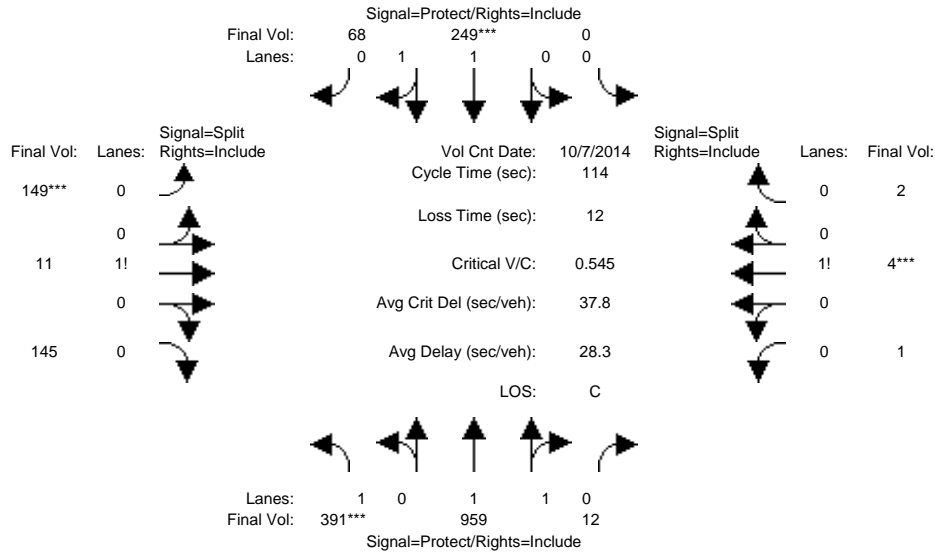 Signal=Protect/Rights=Include
Final Vol: 68 249*** 0
Lanes: 0 1 1 0 0
Signal=Split Signal=Split
Final Vol: Lanes: Rights=Include Vol Cnt Date: 10/7/2014 Rights=Include Lanes: Final Vol:
Cycle Time (sec): 114
149*** 0 0 2
Loss Time (sec): 12
0 0
11 1! Critical V/C: 0.545 1! 4***
0 Avg Crit Del (sec/veh): 37.8 0
145 0 Avg Delay (sec/veh): 28.3 0 1
LOS: C
Lanes: 1 0 1 1 0
Final Vol: 391*** 959 12
Signal=Protect/Rights=Include